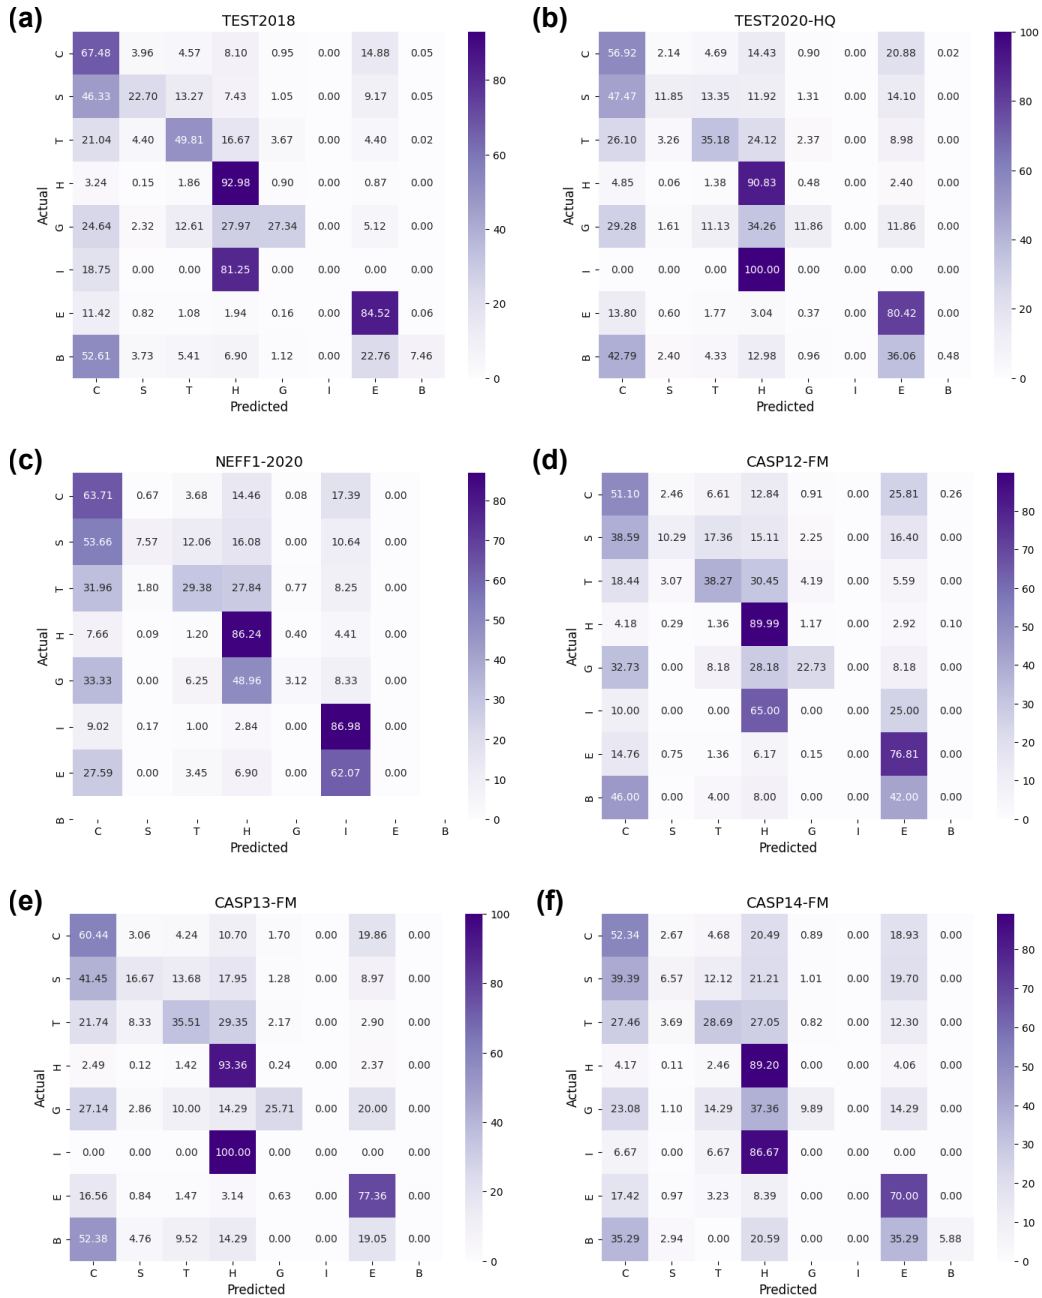 (a) TEST2018
C 67.48 3.96 4.57 8.10 0.95 0.00 14.88 0.05
S 46.33 22.70 13.27 7.43 1.05 0.00 9.17 0.05
T 21.04 4.40 49.81 16.67 3.67 0.00 4.40 0.02
H 3.24 0.15 1.86 92.98 0.90 0.00 0.87 0.00
G 24.64 2.32 12.61 27.97 27.34 0.00 5.12 0.00
I 18.75 0.00 0.00 81.25 0.00 0.00 0.00 0.00
E 11.42 0.82 1.08 1.94 0.16 0.00 84.52 0.06
B 52.61 3.73 5.41 6.90 1.12 0.00 22.76 7.46
C S T H G I E B
Predicted
Actual
80
60
40
20
0
(b) TEST2020-HQ
C 56.92 2.14 4.69 14.43 0.90 0.00 20.88 0.02
S 47.47 11.85 13.35 11.92 1.31 0.00 14.10 0.00
T 26.10 3.26 35.18 24.12 2.37 0.00 8.98 0.00
H 4.85 0.06 1.38 90.83 0.48 0.00 2.40 0.00
G 29.28 1.61 11.13 34.26 11.86 0.00 11.86 0.00
I 0.00 0.00 0.00 100.00 0.00 0.00 0.00 0.00
E 13.80 0.60 1.77 3.04 0.37 0.00 80.42 0.00
B 42.79 2.40 4.33 12.98 0.96 0.00 36.06 0.48
C S T H G I E B
Predicted
Actual
100
80
60
40
20
0
(c) NEFF1-2020
C 63.71 0.67 3.68 14.46 0.08 17.39 0.00
S 53.66 7.57 12.06 16.08 0.00 10.64 0.00
T 31.96 1.80 29.38 27.84 0.77 8.25 0.00
H 7.66 0.09 1.20 86.24 0.40 4.41 0.00
G 33.33 0.00 6.25 48.96 3.12 8.33 0.00
I 9.02 0.17 1.00 2.84 0.00 86.98 0.00
E 27.59 0.00 3.45 6.90 0.00 62.07 0.00
B
C S T H G I E B
Predicted
Actual
80
70
60
50
40
30
20
10
0
(d) CASP12-FM
C 51.10 2.46 6.61 12.84 0.91 0.00 25.81 0.26
S 38.59 10.29 17.36 15.11 2.25 0.00 16.40 0.00
T 18.44 3.07 38.27 30.45 4.19 0.00 5.59 0.00
H 4.18 0.29 1.36 89.99 1.17 0.00 2.92 0.10
G 32.73 0.00 8.18 28.18 22.73 0.00 8.18 0.00
I 10.00 0.00 0.00 65.00 0.00 0.00 25.00 0.00
E 14.76 0.75 1.36 6.17 0.15 0.00 76.81 0.00
B 46.00 0.00 4.00 8.00 0.00 0.00 42.00 0.00
C S T H G I E B
Predicted
Actual
80
70
60
50
40
30
20
10
0
(e) CASP13-FM
C 60.44 3.06 4.24 10.70 1.70 0.00 19.86 0.00
S 41.45 16.67 13.68 17.95 1.28 0.00 8.97 0.00
T 21.74 8.33 35.51 29.35 2.17 0.00 2.90 0.00
H 2.49 0.12 1.42 93.36 0.24 0.00 2.37 0.00
G 27.14 2.86 10.00 14.29 25.71 0.00 20.00 0.00
I 0.00 0.00 0.00 100.00 0.00 0.00 0.00 0.00
E 16.56 0.84 1.47 3.14 0.63 0.00 77.36 0.00
B 52.38 4.76 9.52 14.29 0.00 0.00 19.05 0.00
C S T H G I E B
Predicted
Actual
100
80
60
40
20
0
(f) CASP14-FM
C 52.34 2.67 4.68 20.49 0.89 0.00 18.93 0.00
S 39.39 6.57 12.12 21.21 1.01 0.00 19.70 0.00
T 27.46 3.69 28.69 27.05 0.82 0.00 12.30 0.00
H 4.17 0.11 2.46 89.20 0.00 0.00 4.06 0.00
G 23.08 1.10 14.29 37.36 9.89 0.00 14.29 0.00
I 6.67 0.00 6.67 86.67 0.00 0.00 0.00 0.00
E 17.42 0.97 3.23 8.39 0.00 0.00 70.00 0.00
B 35.29 2.94 0.00 20.59 0.00 0.00 35.29 5.88
C S T H G I E B
Predicted
Actual
80
70
60
50
40
30
20
10
0